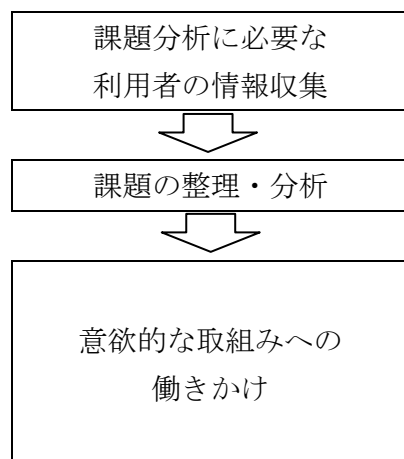 課題分析に必要な
利用者の情報収集
課題の整理・分析
意欲的な取組みへの
働きかけ